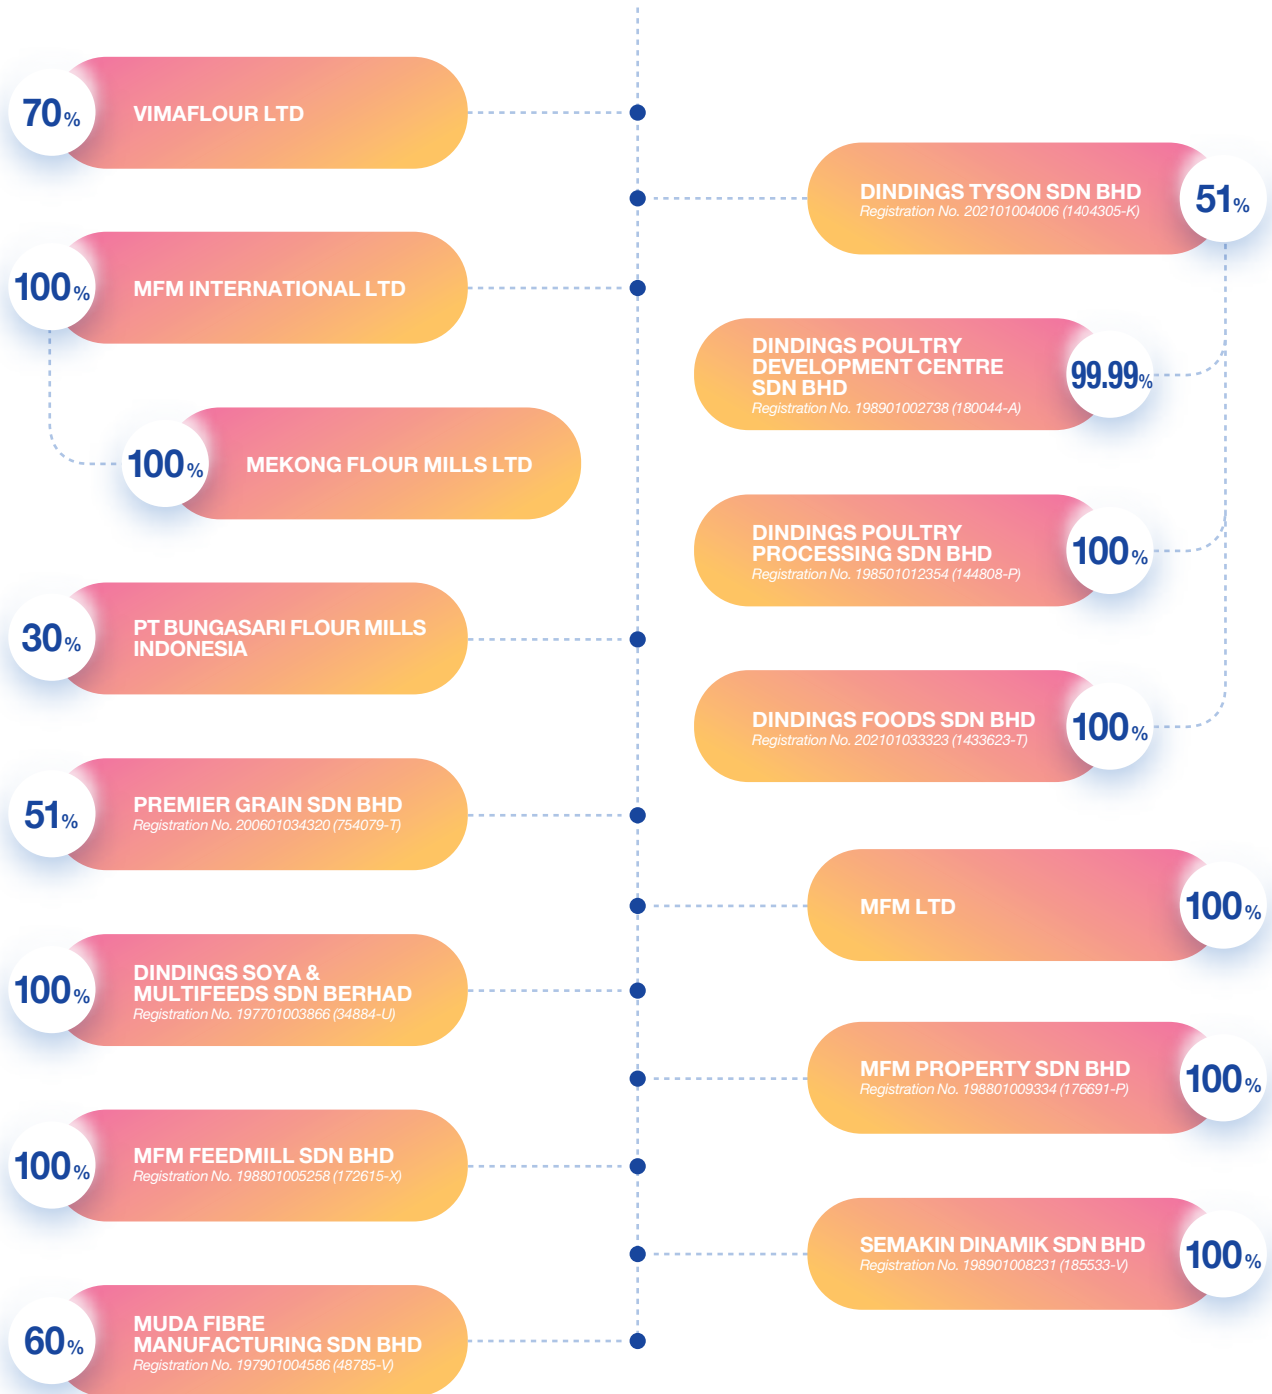 70%
VIMAFLOUR LTD
100%
MFM INTERNATIONAL LTD
100%
MEKONG FLOUR MILLS LTD
30%
PT BUNGASARI FLOUR MILLS
INDONESIA
51%
PREMIER GRAIN SDN BHD
Registration No. 200601034320 (754079-T)
100%
DINDINGS SOYA &
MULTIFEEDS SDN BERHAD
Registration No. 197701003866 (34884-U)
100%
MFM FEEDMILL SDN BHD
Registration No. 198801005258 (172615-X)
60%
MUDA FIBRE
MANUFACTURING SDN BHD
Registration No. 197901004586 (48785-V)
DINDINGS TYSON SDN BHD
Registration No. 202101004006 (1404305-K)
51%
DINDINGS POULTRY
DEVELOPMENT CENTRE
SDN BHD
Registration No. 198901002738 (180044-A)
99.99%
DINDINGS POULTRY
PROCESSING SDN BHD
Registration No. 198501012354 (144808-P)
100%
DINDINGS FOODS SDN BHD
Registration No. 202101033323 (1433623-T)
100%
MFM LTD
100%
MFM PROPERTY SDN BHD
Registration No. 198801009334 (176691-P)
100%
SEMAKIN DINAMIK SDN BHD
Registration No. 198901008231 (185533-V)
100%